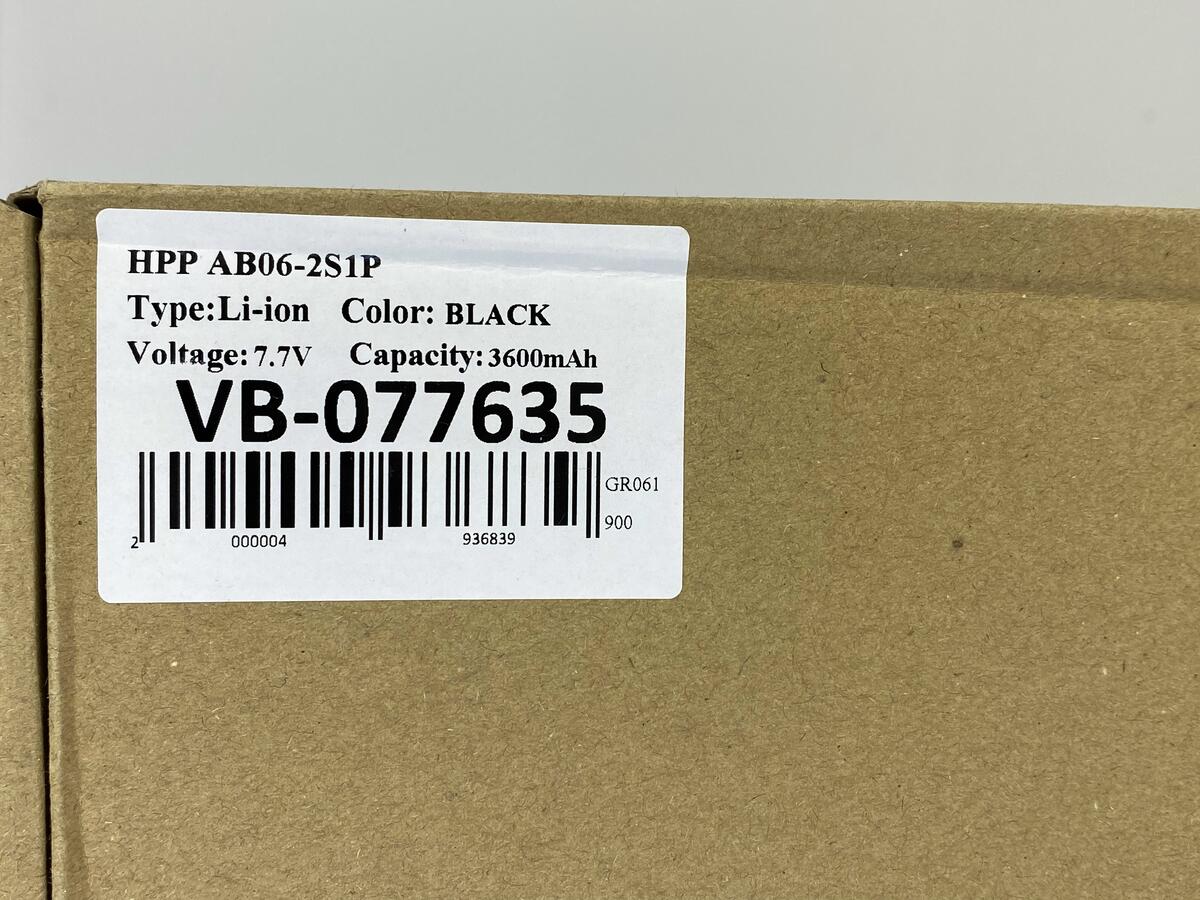 HPP AB06-2S1P
Type:Li-ion Color: BLACK
Voltage: 7.7V Capacity: 3600mAh
VB-077635
GR061
900
2 000004 936839